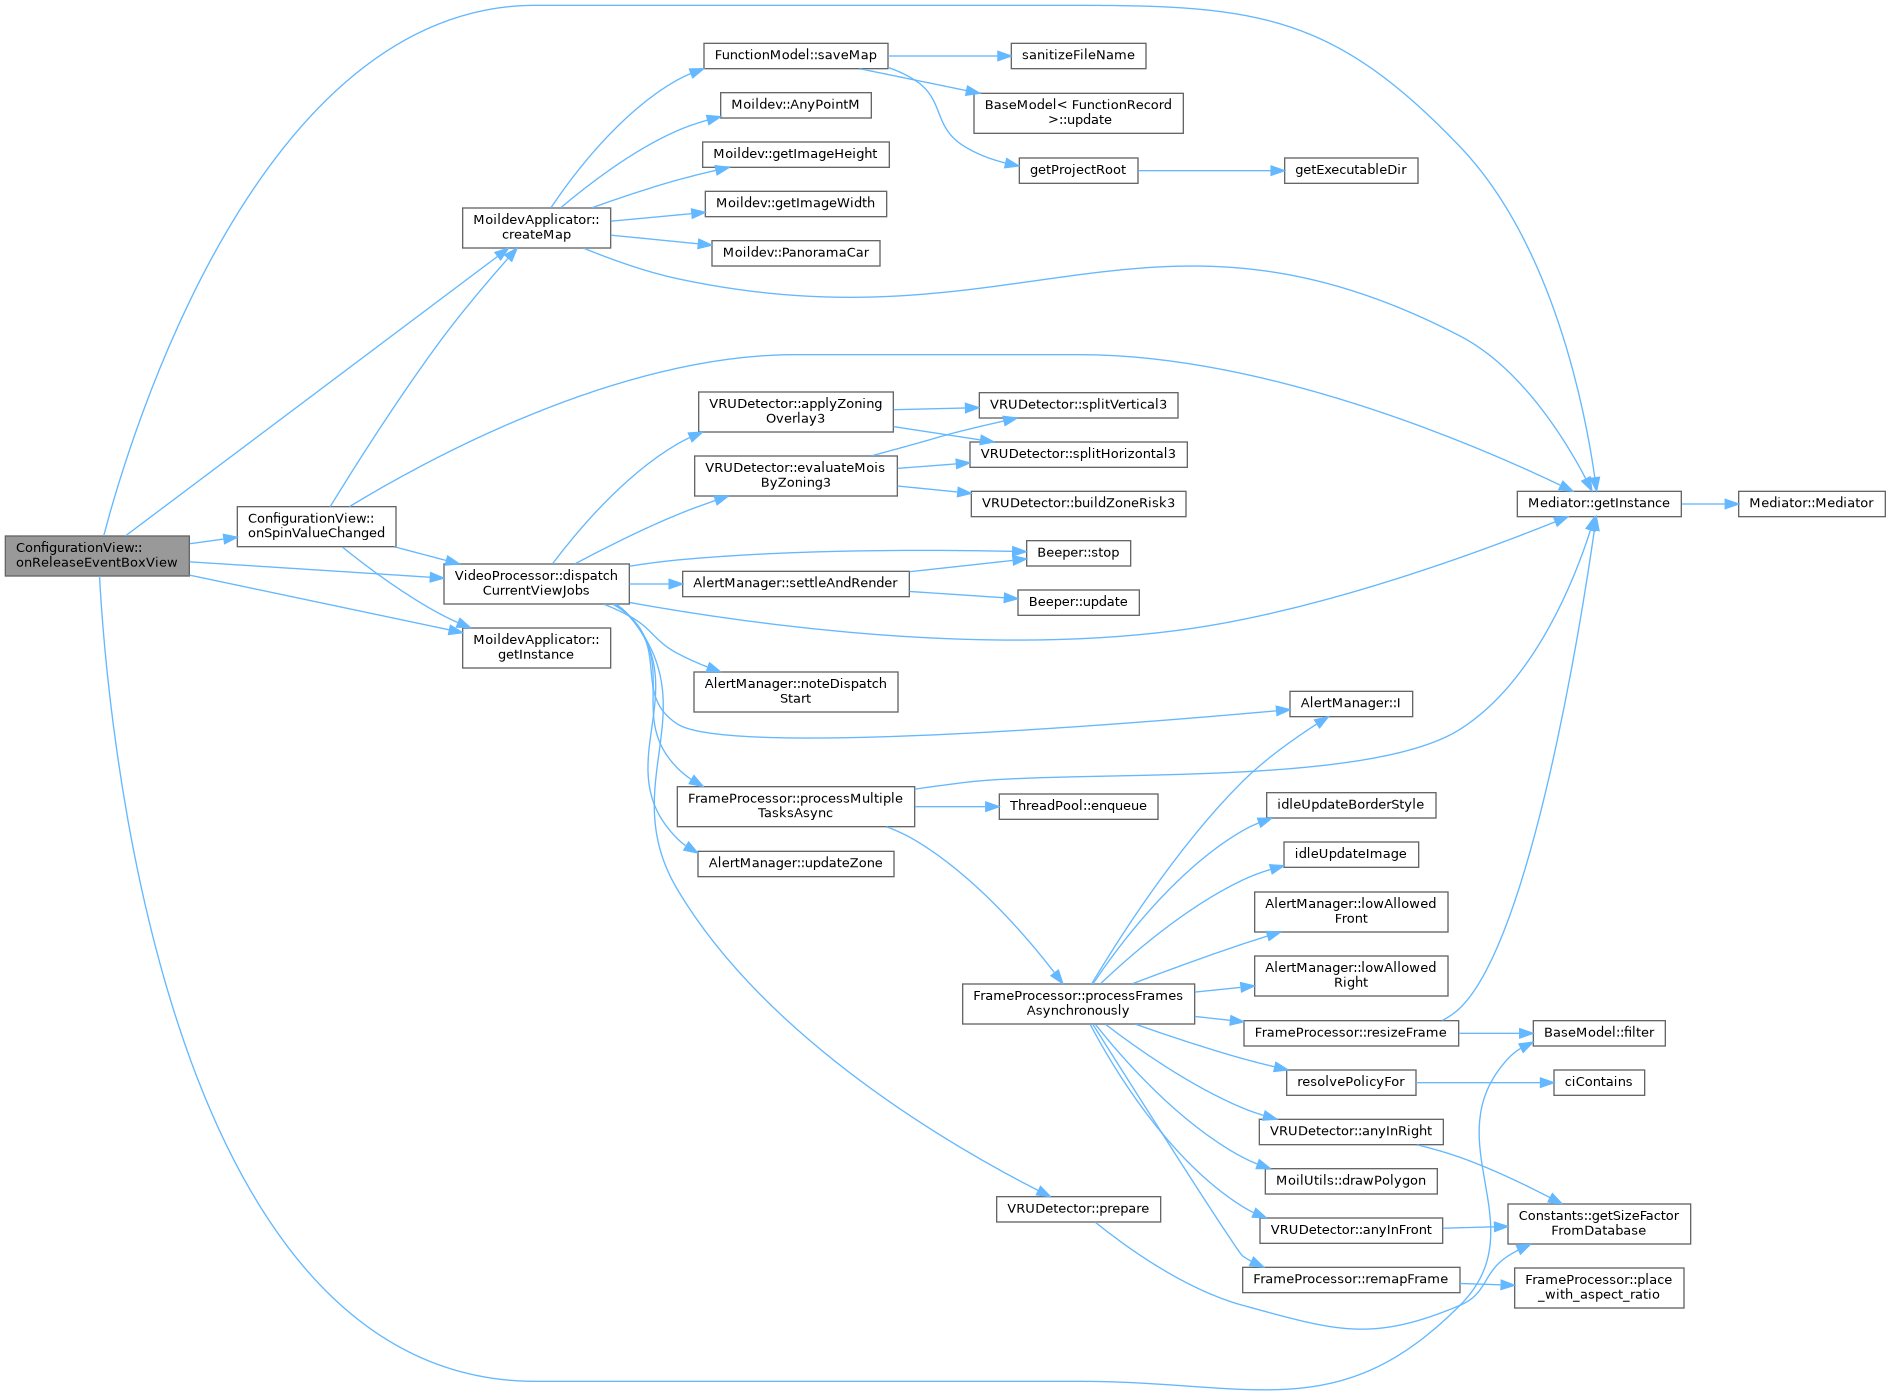 ConfigurationView::
onReleaseEventBoxView
ConfigurationView::
onSpinValueChanged
MoildevApplicator::
createMap
VideoProcessor::dispatch
CurrentViewJobs
MoildevApplicator::
getInstance
FunctionModel::saveMap
Moildev::AnyPointM
Moildev::getImageHeight
Moildev::getImageWidth
Moildev::PanoramaCar
VRUDetector::applyZoning
Overlay3
VRUDetector::evaluateMois
ByZoning3
AlertManager::settleAndRender
AlertManager::noteDispatch
Start
FrameProcessor::processMultiple
TasksAsync
AlertManager::updateZone
sanitizeFileName
BaseModel< FunctionRecord
>::update
getProjectRoot
VRUDetector::splitVertical3
VRUDetector::splitHorizontal3
VRUDetector::buildZoneRisk3
Beeper::stop
Beeper::update
ThreadPool::enqueue
FrameProcessor::processFrames
Asynchronously
VRUDetector::prepare
getExecutableDir
AlertManager::I
idleUpdateBorderStyle
idleUpdateImage
AlertManager::lowAllowed
Front
AlertManager::lowAllowed
Right
FrameProcessor::resizeFrame
resolvePolicyFor
VRUDetector::anyInRight
MoilUtils::drawPolygon
VRUDetector::anyInFront
FrameProcessor::remapFrame
Mediator::getInstance
BaseModel::filter
ciContains
Constants::getSizeFactor
FromDatabase
FrameProcessor::place
_with_aspect_ratio
Mediator::Mediator